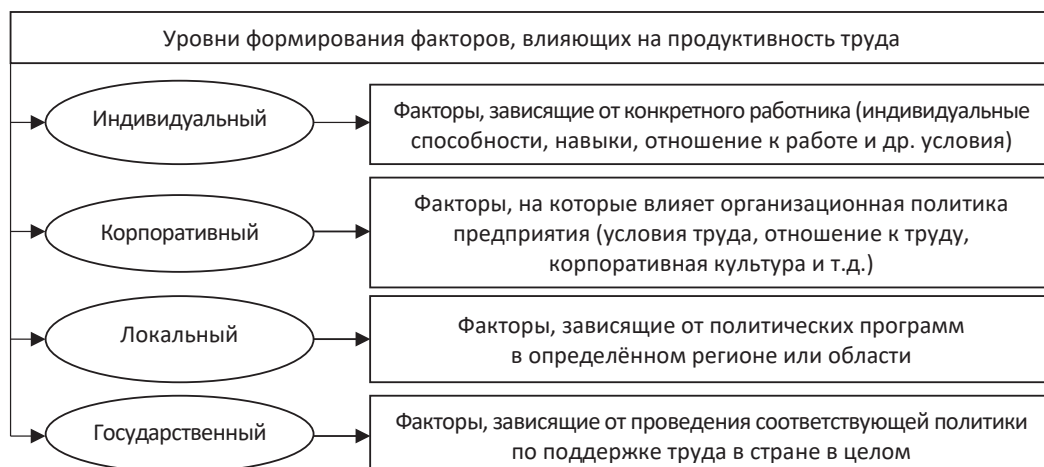 Уровни формирования факторов, влияющих на продуктивность труда
Индивидуальный
Факторы, зависящие от конкретного работника (индивидуальные
способности, навыки, отношение к работе и др. условия)
Корпоративный
Факторы, на которые влияет организационная политика
предприятия (условия труда, отношение к труду,
корпоративная культура и т.д.)
Локальный
Факторы, зависящие от политических программ
в определённом регионе или области
Государственный
Факторы, зависящие от проведения соответствующей политики
по поддержке труда в стране в целом